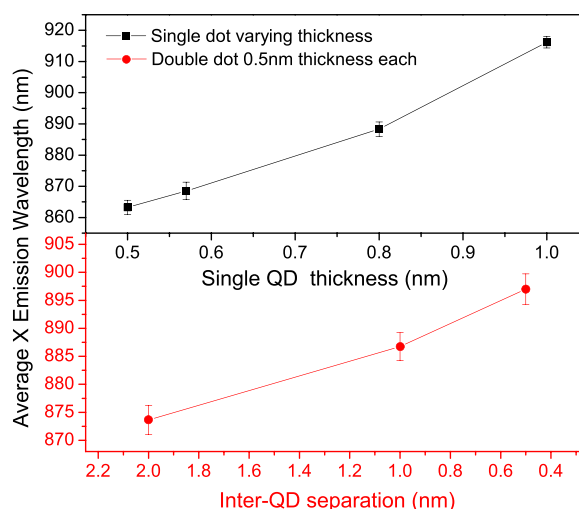 Single dot varying thickness
Double dot 0.5nm thickness each
920
910
900
890
880
870
860
0.5 0.6 0.7 0.8 0.9 1.0
Single QD thickness (nm)
Average X Emission Wavelength (nm)
905
900
895
890
885
880
875
870
2.2 2.0 1.8 1.6 1.4 1.2 1.0 0.8 0.6 0.4
Inter-QD separation (nm)